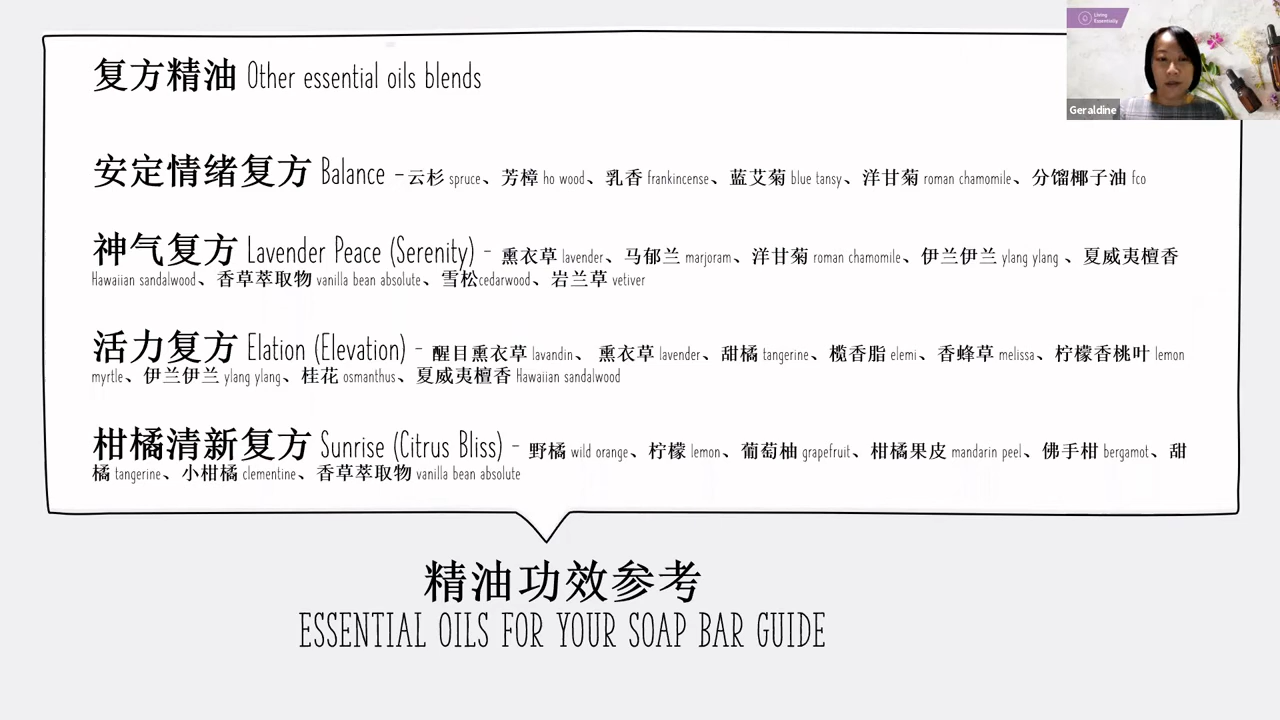 Living
Essentially
Geraldine
复方精油 Other essential oils blends
安定情绪复方 Balance -云杉 spruce、芳樟 ho wood、乳香 frankincense、蓝艾菊 blue tansy、洋甘菊 roman chamomile、分馏椰子油 fco
神气复方 Lavender Peace (Serenity) - 熏衣草 lavender、马郁兰 marjoram、洋甘菊 roman chamomile、伊兰伊兰 ylang ylang 、夏威夷檀香
Hawaiian sandalwood、香草萃取物 vanilla bean absolute、雪松cedarwood、岩兰草 vetiver
活力复方 Elation (Elevation) - 醒目熏衣草 lavandin、 熏衣草 lavender、甜橘 tangerine、榄香脂 elemi、香蜂草 melissa、柠檬香桃叶 lemon
myrtle、伊兰伊兰 ylang ylang、桂花 osmanthus、夏威夷檀香 Hawaiian sandalwood
柑橘清新复方 Sunrise (Citrus Bliss) - 野橘 wild orange、柠檬 lemon、葡萄柚 grapefruit、柑橘果皮 mandarin peel、佛手柑 bergamot、甜
橘 tangerine、小柑橘 clementine、香草萃取物 vanilla bean absolute
精油功效参考
ESSENTIAL OILS FOR YOUR SOAP BAR GUIDE